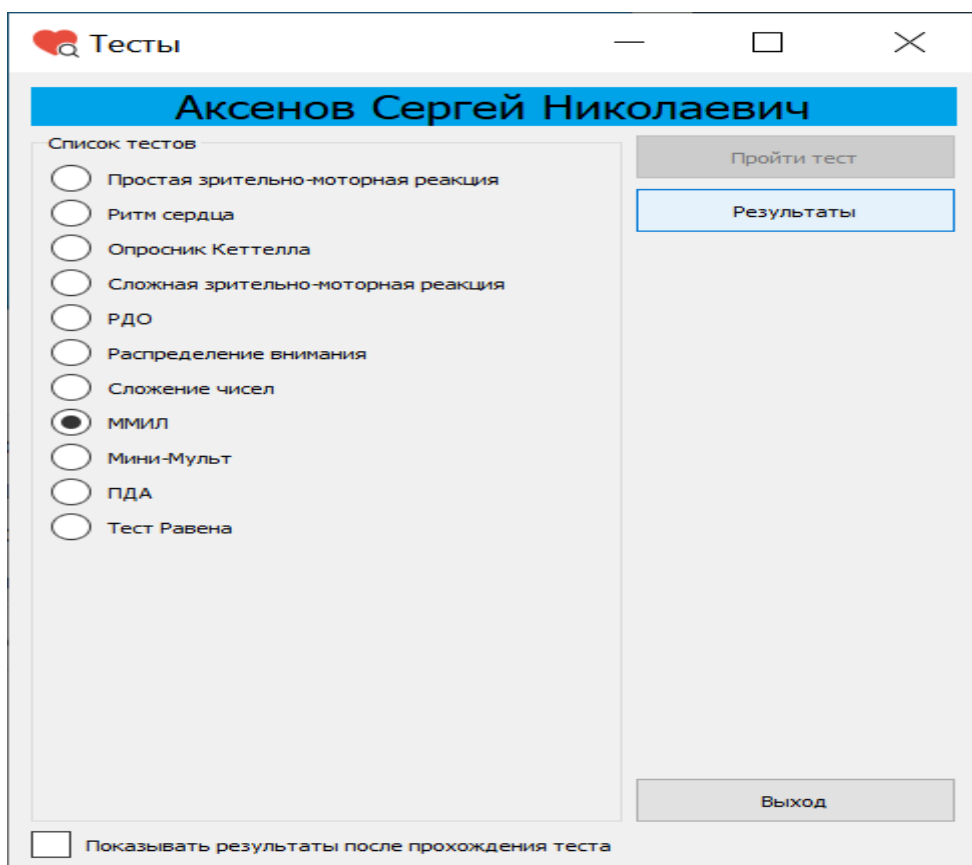 Тесты
Аксенов Сергей Николаевич
Список тестов
Пройти тест
Простая зрительно-моторная реакция
Результаты
Ритм сердца
Опросник Кеттелла
Сложная зрительно-моторная реакция
РДО
Распределение внимания
Сложение чисел
ММИЛ
Мини-Мульт
ПДА
Тест Равена
Выход
Показывать результаты после прохождения теста